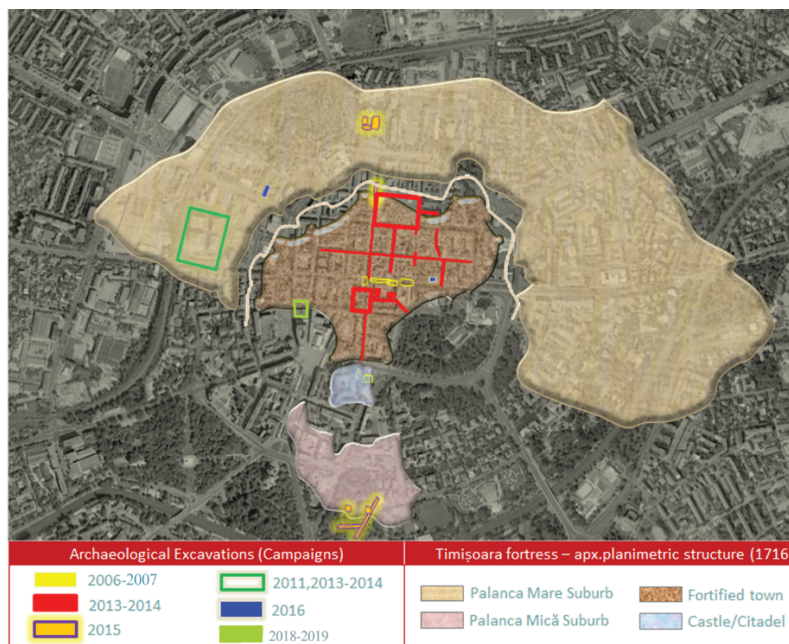 Archaeological Excavations (Campaigns)
2006-2007
2013-2014
2015
2011,2013-2014
2016
2018-2019
Timișoara fortress – apx.planimetric structure (1716
Palanca Mare Suburb
Palanca Mică Suburb
Fortified town
Castle/Citadel